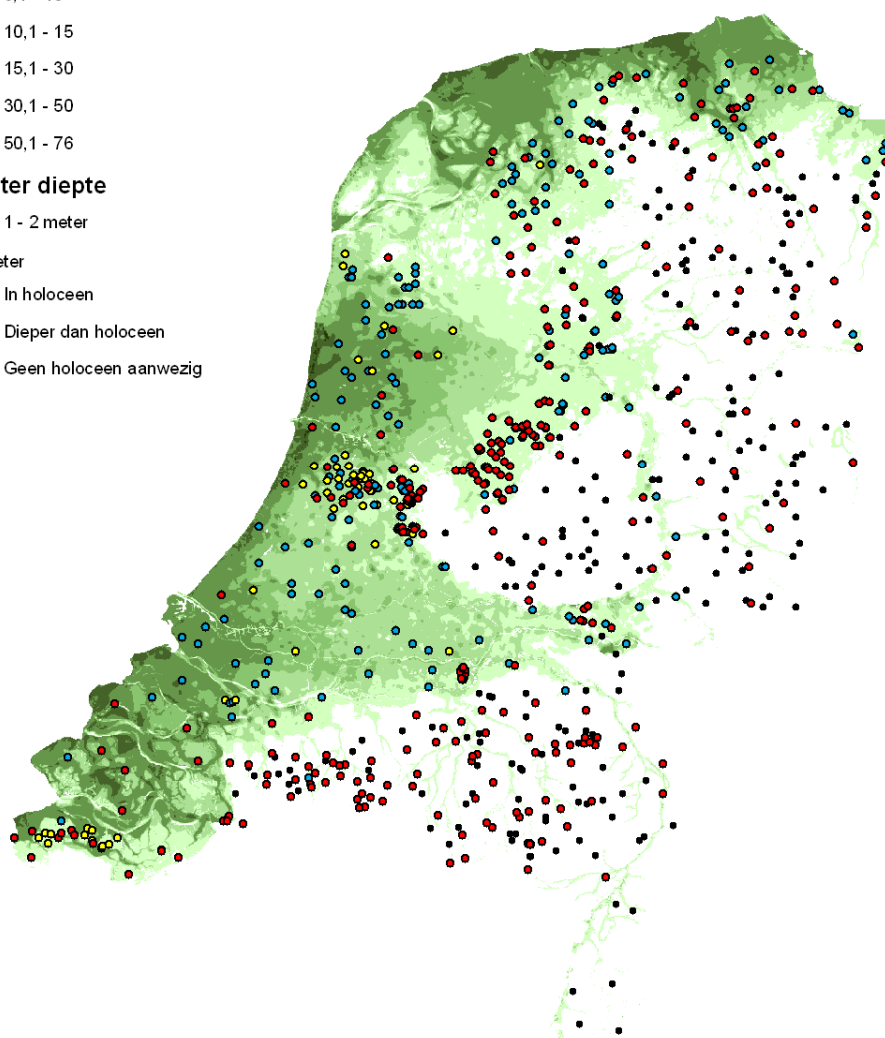 10,1 - 15
15,1 - 30
30,1 - 50
50,1 - 76
ter diepte
1 - 2 meter
eter
In holoceen
Dieper dan holoceen
Geen holoceen aanwezig